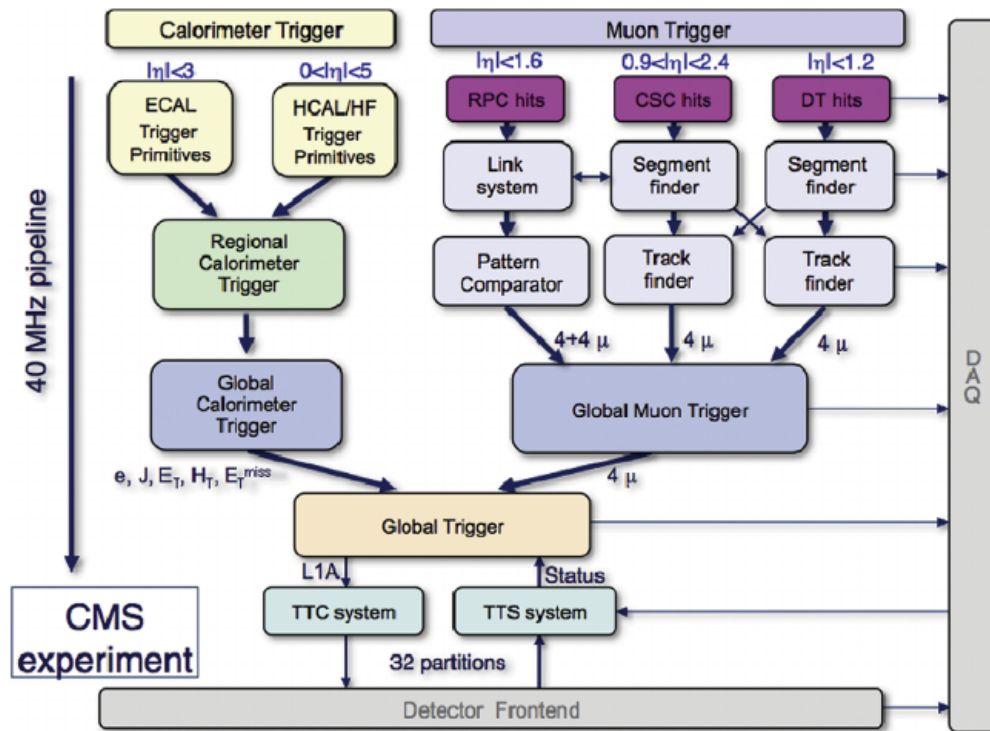 Calorimeter Trigger
Muon Trigger
|η|<3
0<|η|<5
|η|<1.6
0.9<|η|<2.4
|η|<1.2
ECAL
Trigger
Primitives
HCAL/HF
Trigger
Primitives
RPC hits
CSC hits
DT hits
Link
system
Segment
finder
Segment
finder
Regional
Calorimeter
Trigger
Pattern
Comparator
Track
finder
Track
finder
40 MHz pipeline
4+4 μ
4 μ
4 μ
DAQ
Global
Calorimeter
Trigger
Global Muon Trigger
e, J, E_T, H_T, E_T^miss
4 μ
Global Trigger
L1A
Status
CMS
experiment
TTC system
TTS system
32 partitions
Detector Frontend